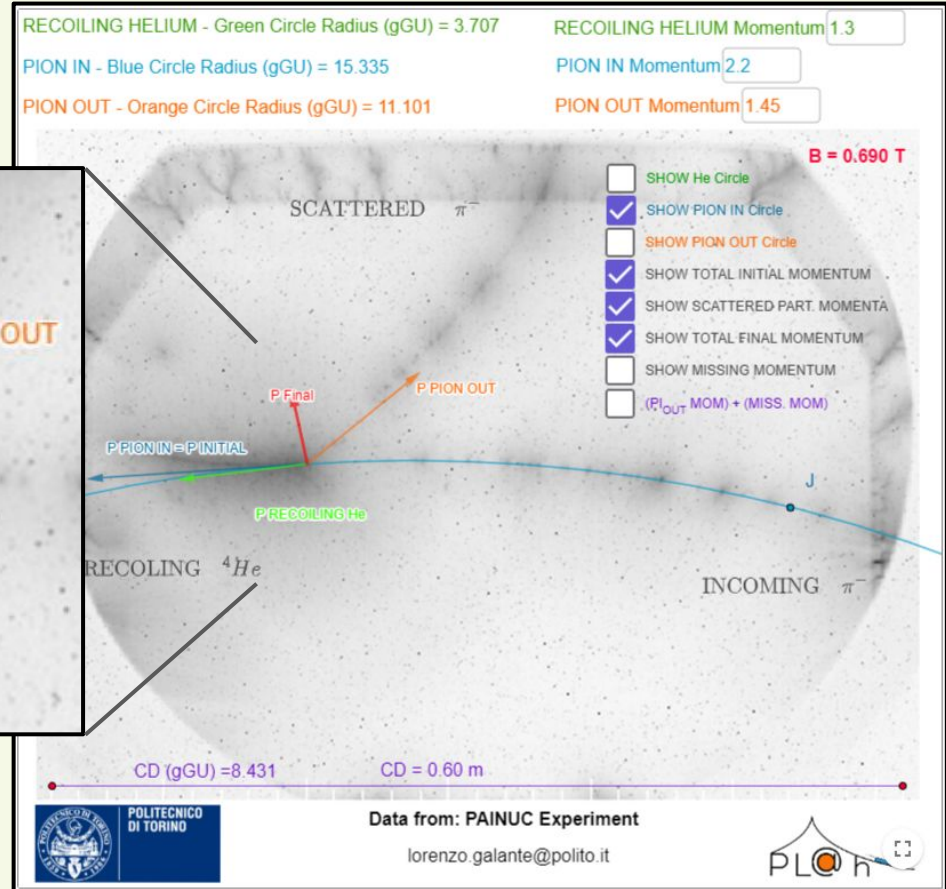 RECOILING HELIUM - Green Circle Radius (gGU) = 3.707
RECOILING HELIUM Momentum 1.3
PION IN - Blue Circle Radius (gGU) = 15.335
PION IN Momentum 2.2
PION OUT - Orange Circle Radius (gGU) = 11.101
PION OUT Momentum 1.45
B = 0.690 T
SHOW He Circle
SCATTERED π⁻
SHOW PION IN Circle
SHOW PION OUT Circle
SHOW TOTAL INITIAL MOMENTUM
SHOW SCATTERED PART. MOMENTA
OUT
SHOW TOTAL FINAL MOMENTUM
SHOW MISSING MOMENTUM
P Final
P PION OUT
(PI_OUT MOM) + (MISS. MOM)
P PION IN = P INITIAL
J
P RECOILING He
RECOLING ⁴He
INCOMING π⁻
CD (gGU) =8.431
CD = 0.60 m
POLITECNICO
DI TORINO
Data from: PAINUC Experiment
lorenzo.galante@polito.it
PL@h